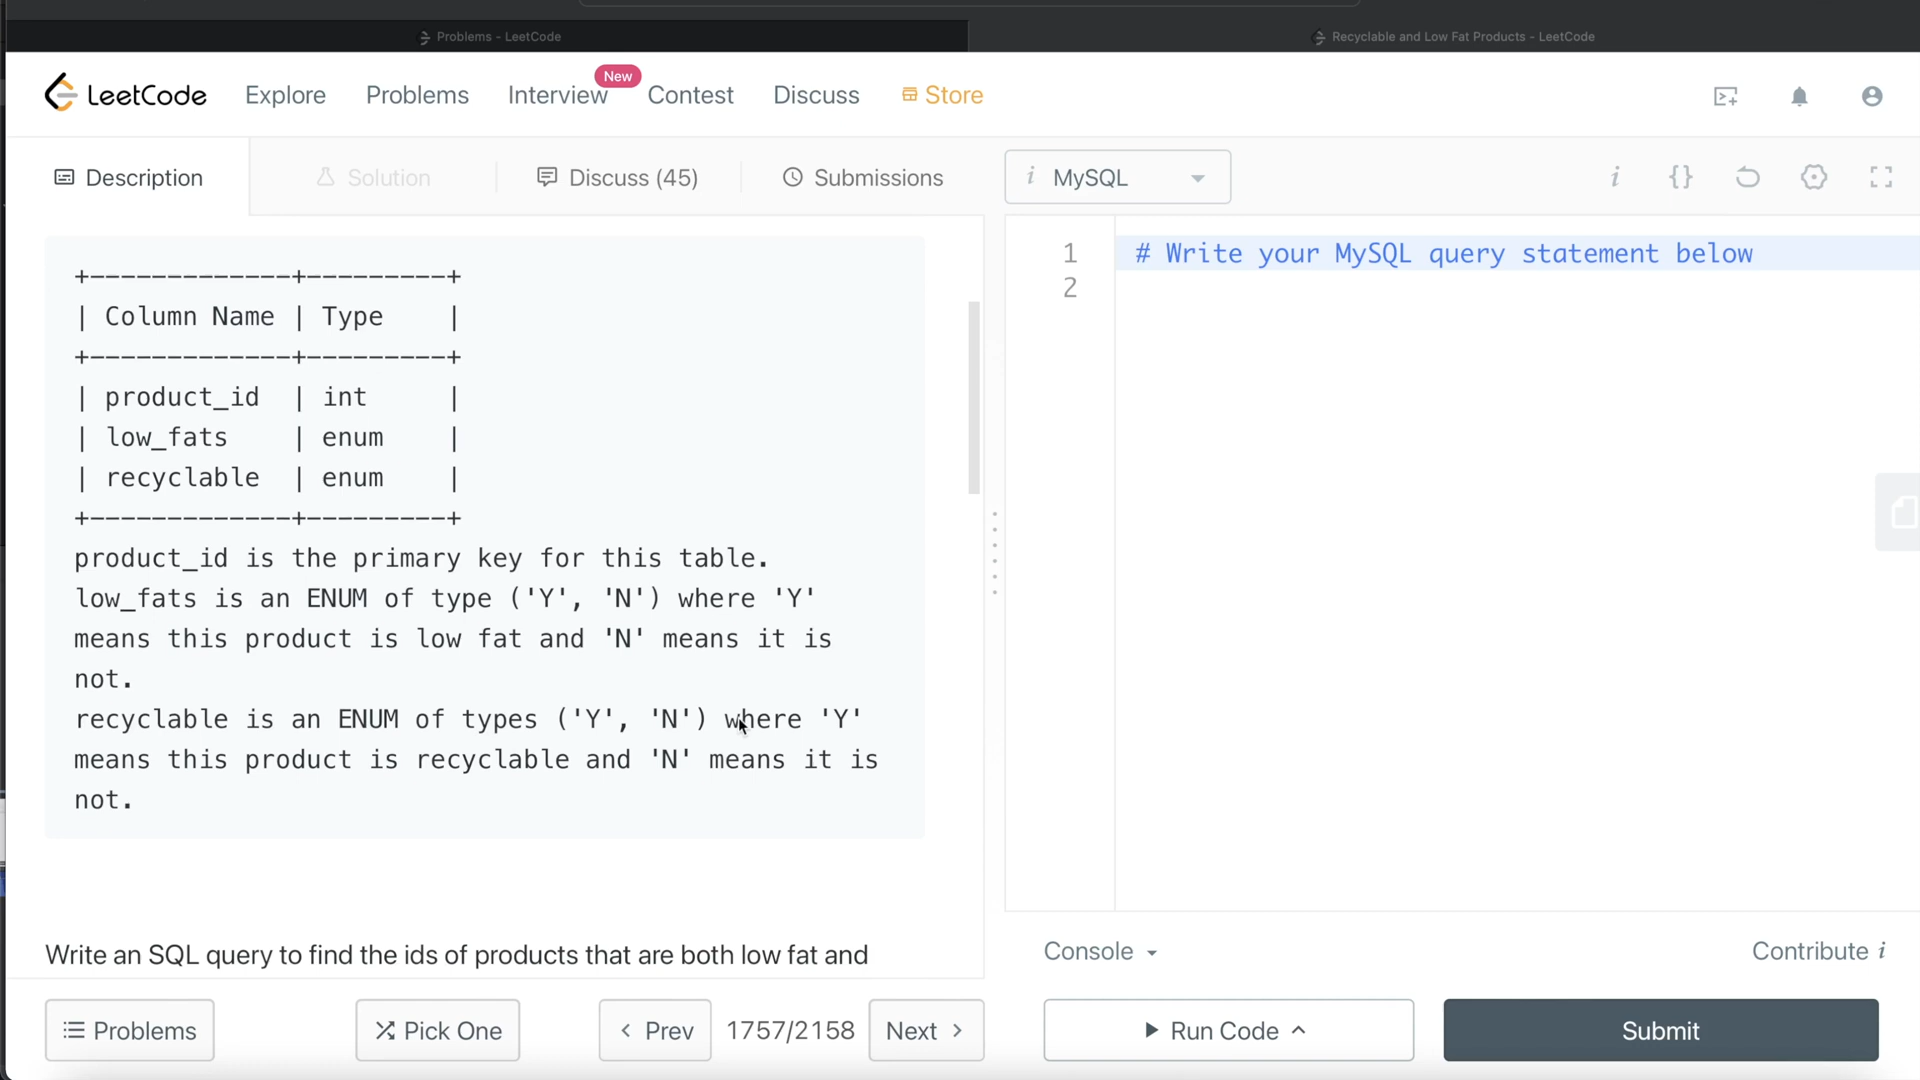 Problems - LeetCode
Recyclable and Low Fat Products - LeetCode
LeetCode
Explore
Problems
Interview
New
Contest
Discuss
Store
Description
Solution
Discuss (45)
Submissions
i MySQL
i {}
+-------------+---------+
| Column Name | Type    |
+-------------+---------+
| product_id  | int     |
| low_fats    | enum    |
| recyclable  | enum    |
+-------------+---------+
product_id is the primary key for this table.
low_fats is an ENUM of type ('Y', 'N') where 'Y'
means this product is low fat and 'N' means it is
not.
recyclable is an ENUM of types ('Y', 'N') where 'Y'
means this product is recyclable and 'N' means it is
not.
Write an SQL query to find the ids of products that are both low fat and
1 # Write your MySQL query statement below
2
Console
Contribute i
Problems
Pick One
Prev
1757/2158
Next
Run Code
Submit